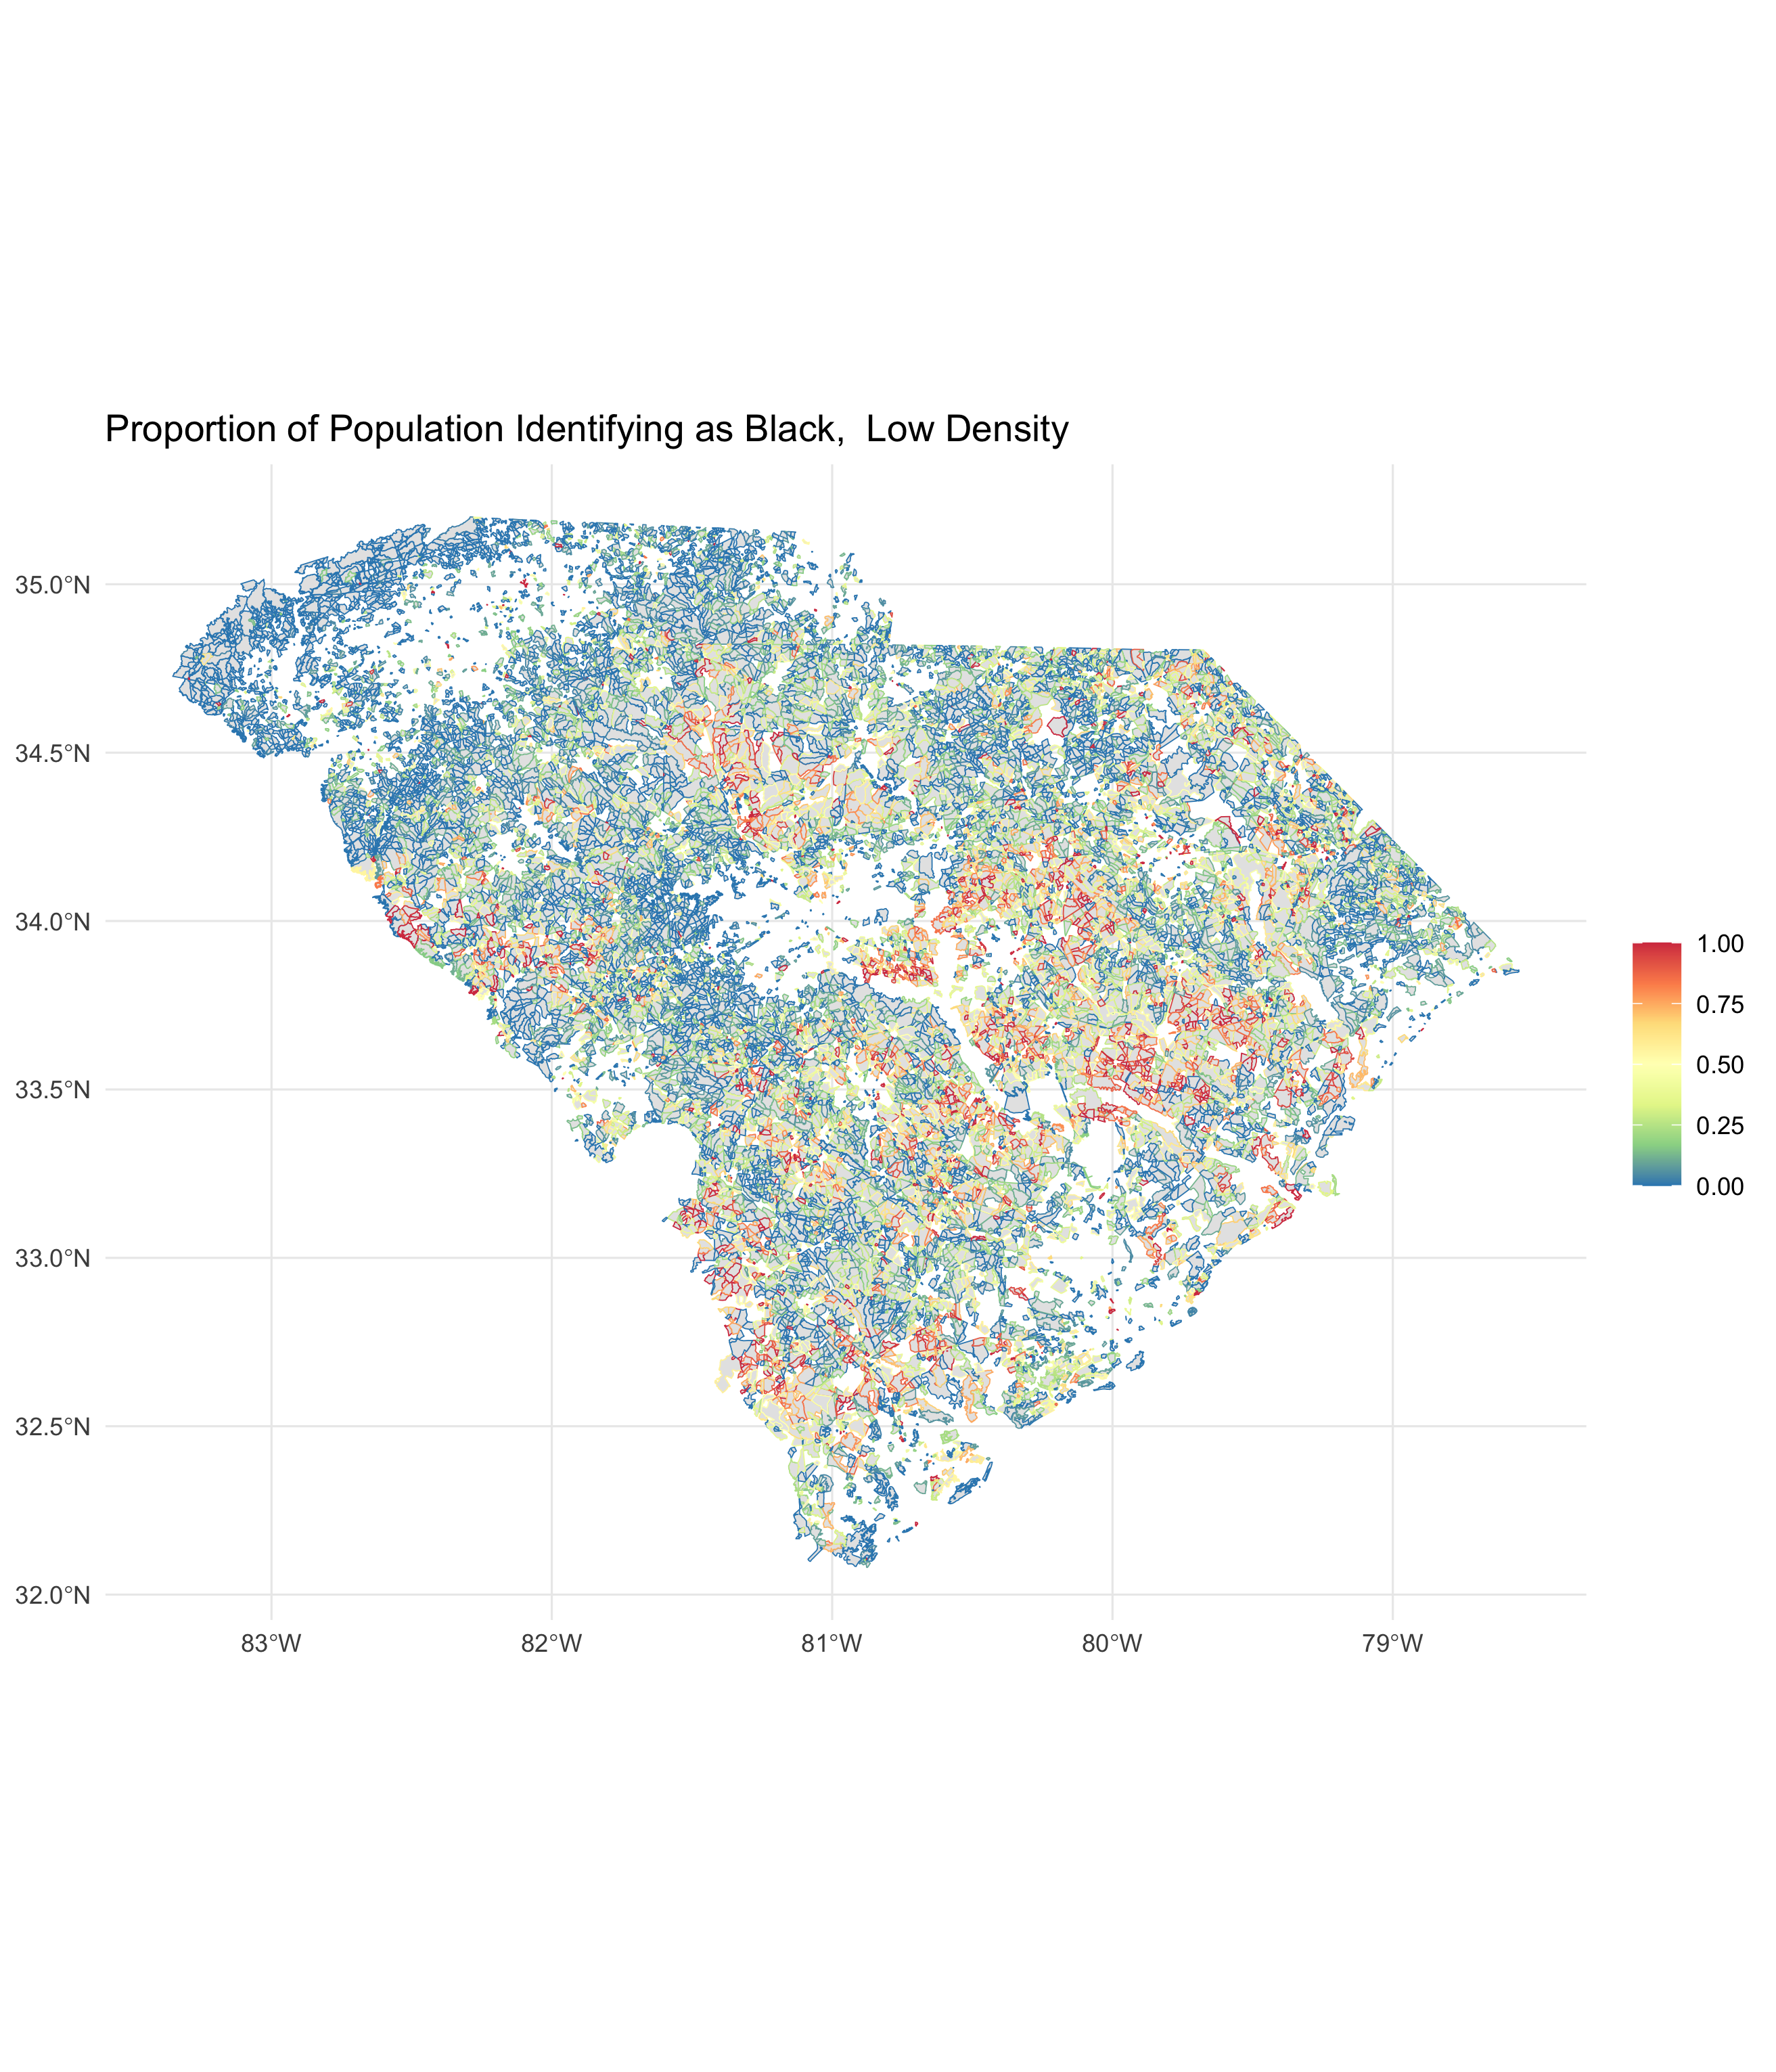 Proportion of Population Identifying as Black,  Low Density
35.0°N
34.5°N
34.0°N
33.5°N
33.0°N
32.5°N
32.0°N
83°W
82°W
81°W
80°W
79°W
1.00
0.75
0.50
0.25
0.00